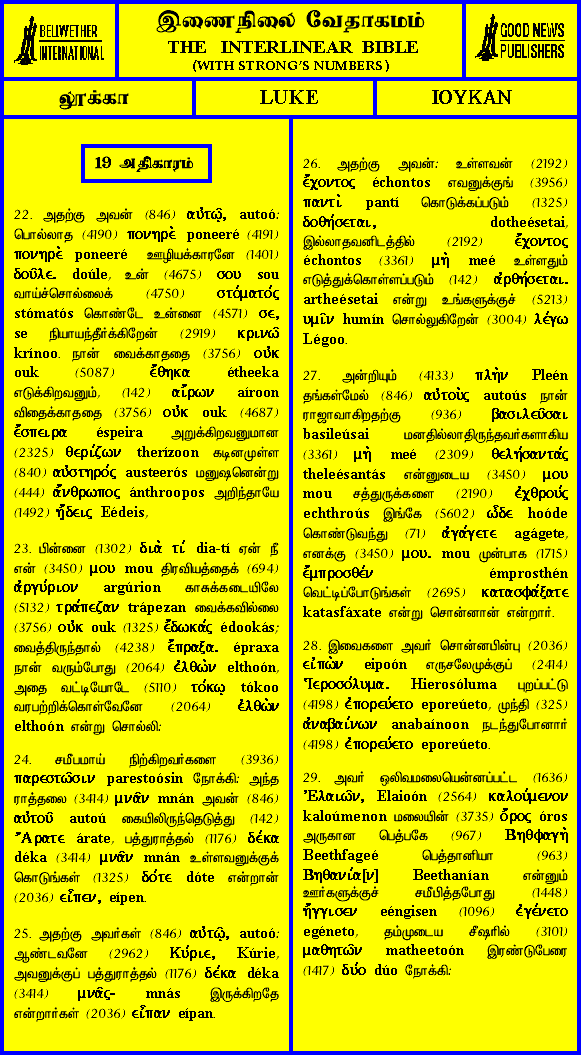 BELLWETHER
INTERNATIONAL
இணைநிலை வேதாகமம்
THE INTERLINEAR BIBLE
(WITH STRONG'S NUMBERS)
GOOD NEWS
PUBLISHERS
லூக்கா
LUKE
ΙΟΥΚΑΝ
19 அதிகாரம்
22. அதற்கு அவன் (846) αὐτῷ, autoó:
பொல்லாத (4190) πονηρὲ poneeré (4191)
πονηρὲ poneeré ஊழியக்காரனே (1401)
δοῦλε. doúle, உன் (4675) σου sou
வாய்ச்சொல்லைக் (4750) στόματός
stómatós கொண்டே உன்னை (4571) σε,
se நியாயந்தீர்க்கிறேன் (2919) κρινῶ
krínoo. நான் வைக்காததை (3756) οὐκ
ouk (5087) ἔθηκα étheeka
எடுக்கிறவனும், (142) αἴρων aíroon
விதைக்காததை (3756) οὐκ ouk (4687)
ἔσπειρα éspeira அறுக்கிறவனுமான
(2325) θερίζων therízoon கடினமுள்ள
(840) αὐστηρός austeerós மனுஷனென்று
(444) ἄνθρωπος ánthroopos அறிந்தாயே
(1492) ᾔδεις Eédeis,
23. பின்னை (1302) διὰ τί dia-tí ஏன் நீ
என் (3450) μου mou திரவியத்தைக் (694)
ἀργύριον argúrion காசுக்கடையிலே
(5132) τράπεζαν trápezan வைக்கவில்லை
(3756) οὐκ ouk (1325) ἔδωκάς édookás;
வைத்திருந்தால் (4238) ἔπραξα. épraxa
நான் வரும்போது (2064) ἐλθὼν elthoón,
அதை வட்டியோடே (5110) τόκῳ tókoo
வரபற்றிக்கொள்வேனே (2064) ἐλθὼν
elthoón என்று சொல்லி:
24. சமீபமாய் நிற்கிறவர்களை (3936)
παρεστῶσιν parestoósin நோக்கி: அந்த
ராத்தலை (3414) μνᾶν mnán அவன் (846)
αὐτοῦ autoú கையிலிருந்தெடுத்து (142)
Ἄρατε árate, பத்துராத்தல் (1176) δέκα
déka (3414) μνᾶν mnán உள்ளவனுக்குக்
கொடுங்கள் (1325) δότε dóte என்றான்
(2036) εἶπεν, eípen.
25. அதற்கு அவர்கள் (846) αὐτῷ, autoó:
ஆண்டவனே (2962) Κύριε, Kúrie,
அவனுக்குப் பத்துராத்தல் (1176) δέκα déka
(3414) μνᾶς- mnás இருக்கிறதே
என்றார்கள் (2036) εἶπαν eípan.
26. அதற்கு அவன்: உள்ளவன் (2192)
ἔχοντος échontos எவனுக்குங் (3956)
παντὶ pantí கொடுக்கப்படும் (1325)
δοθήσεται, dotheésetai,
இல்லாதவனிடத்தில் (2192) ἔχοντος
échontos (3361) μὴ meé உள்ளதும்
எடுத்துக்கொள்ளப்படும் (142) ἀρθήσεται.
artheésetai என்று உங்களுக்குச் (5213)
υμῖν humín சொல்லுகிறேன் (3004) λέγω
Légoo.
27. அன்றியும் (4133) πλὴν Pleén
தங்கள்மேல் (846) αὐτοὺς autoús நான்
ராஜாவாகிறதற்கு (936) βασιλεῦσαι
basileúsai மனதில்லாதிருந்தவர்களாகிய
(3361) μὴ meé (2309) θελήσαντάς
theleésantás என்னுடைய (3450) μου
mou சத்துருக்களை (2190) ἐχθρούς
echthroús இங்கே (5602) ὧδε hoóde
கொண்டுவந்து (71) ἀγάγετε agágete,
எனக்கு (3450) μου. mou முன்பாக (1715)
ἔμπροσθέν émprosthén
வெட்டிப்போடுங்கள் (2695) κατασφάξατε
katasfáxate என்று சொன்னான் என்றார்.
28. இவைகளை அவர் சொன்னபின்பு (2036)
εἰπὼν eipoón எருசலேமுக்குப் (2414)
Ἱεροσόλυμα. Hierosóluma புறப்பட்டு
(4198) ἐπορεύετο eporeúeto, முந்தி (325)
ἀναβαίνων anabaínoon நடந்துபோனார்
(4198) ἐπορεύετο eporeúeto.
29. அவர் ஒலிவமலையென்னப்பட்ட (1636)
Ἐλαιῶν, Elaioón (2564) καλούμενον
kaloúmenon மலையின் (3735) ὄρος óros
அருகான பெத்பகே (967) Βηθφαγὴ
Beethfageé பெத்தானியா (963)
Βηθανία[ν] Beethanían என்னும்
ஊர்களுக்குச் சமீபித்தபோது (1448)
ἤγγισεν eéngisen (1096) ἐγένετο
egéneto, தம்முடைய சீஷரில் (3101)
μαθητῶν matheetoón இரண்டுபேரை
(1417) δύο dúo நோக்கி: